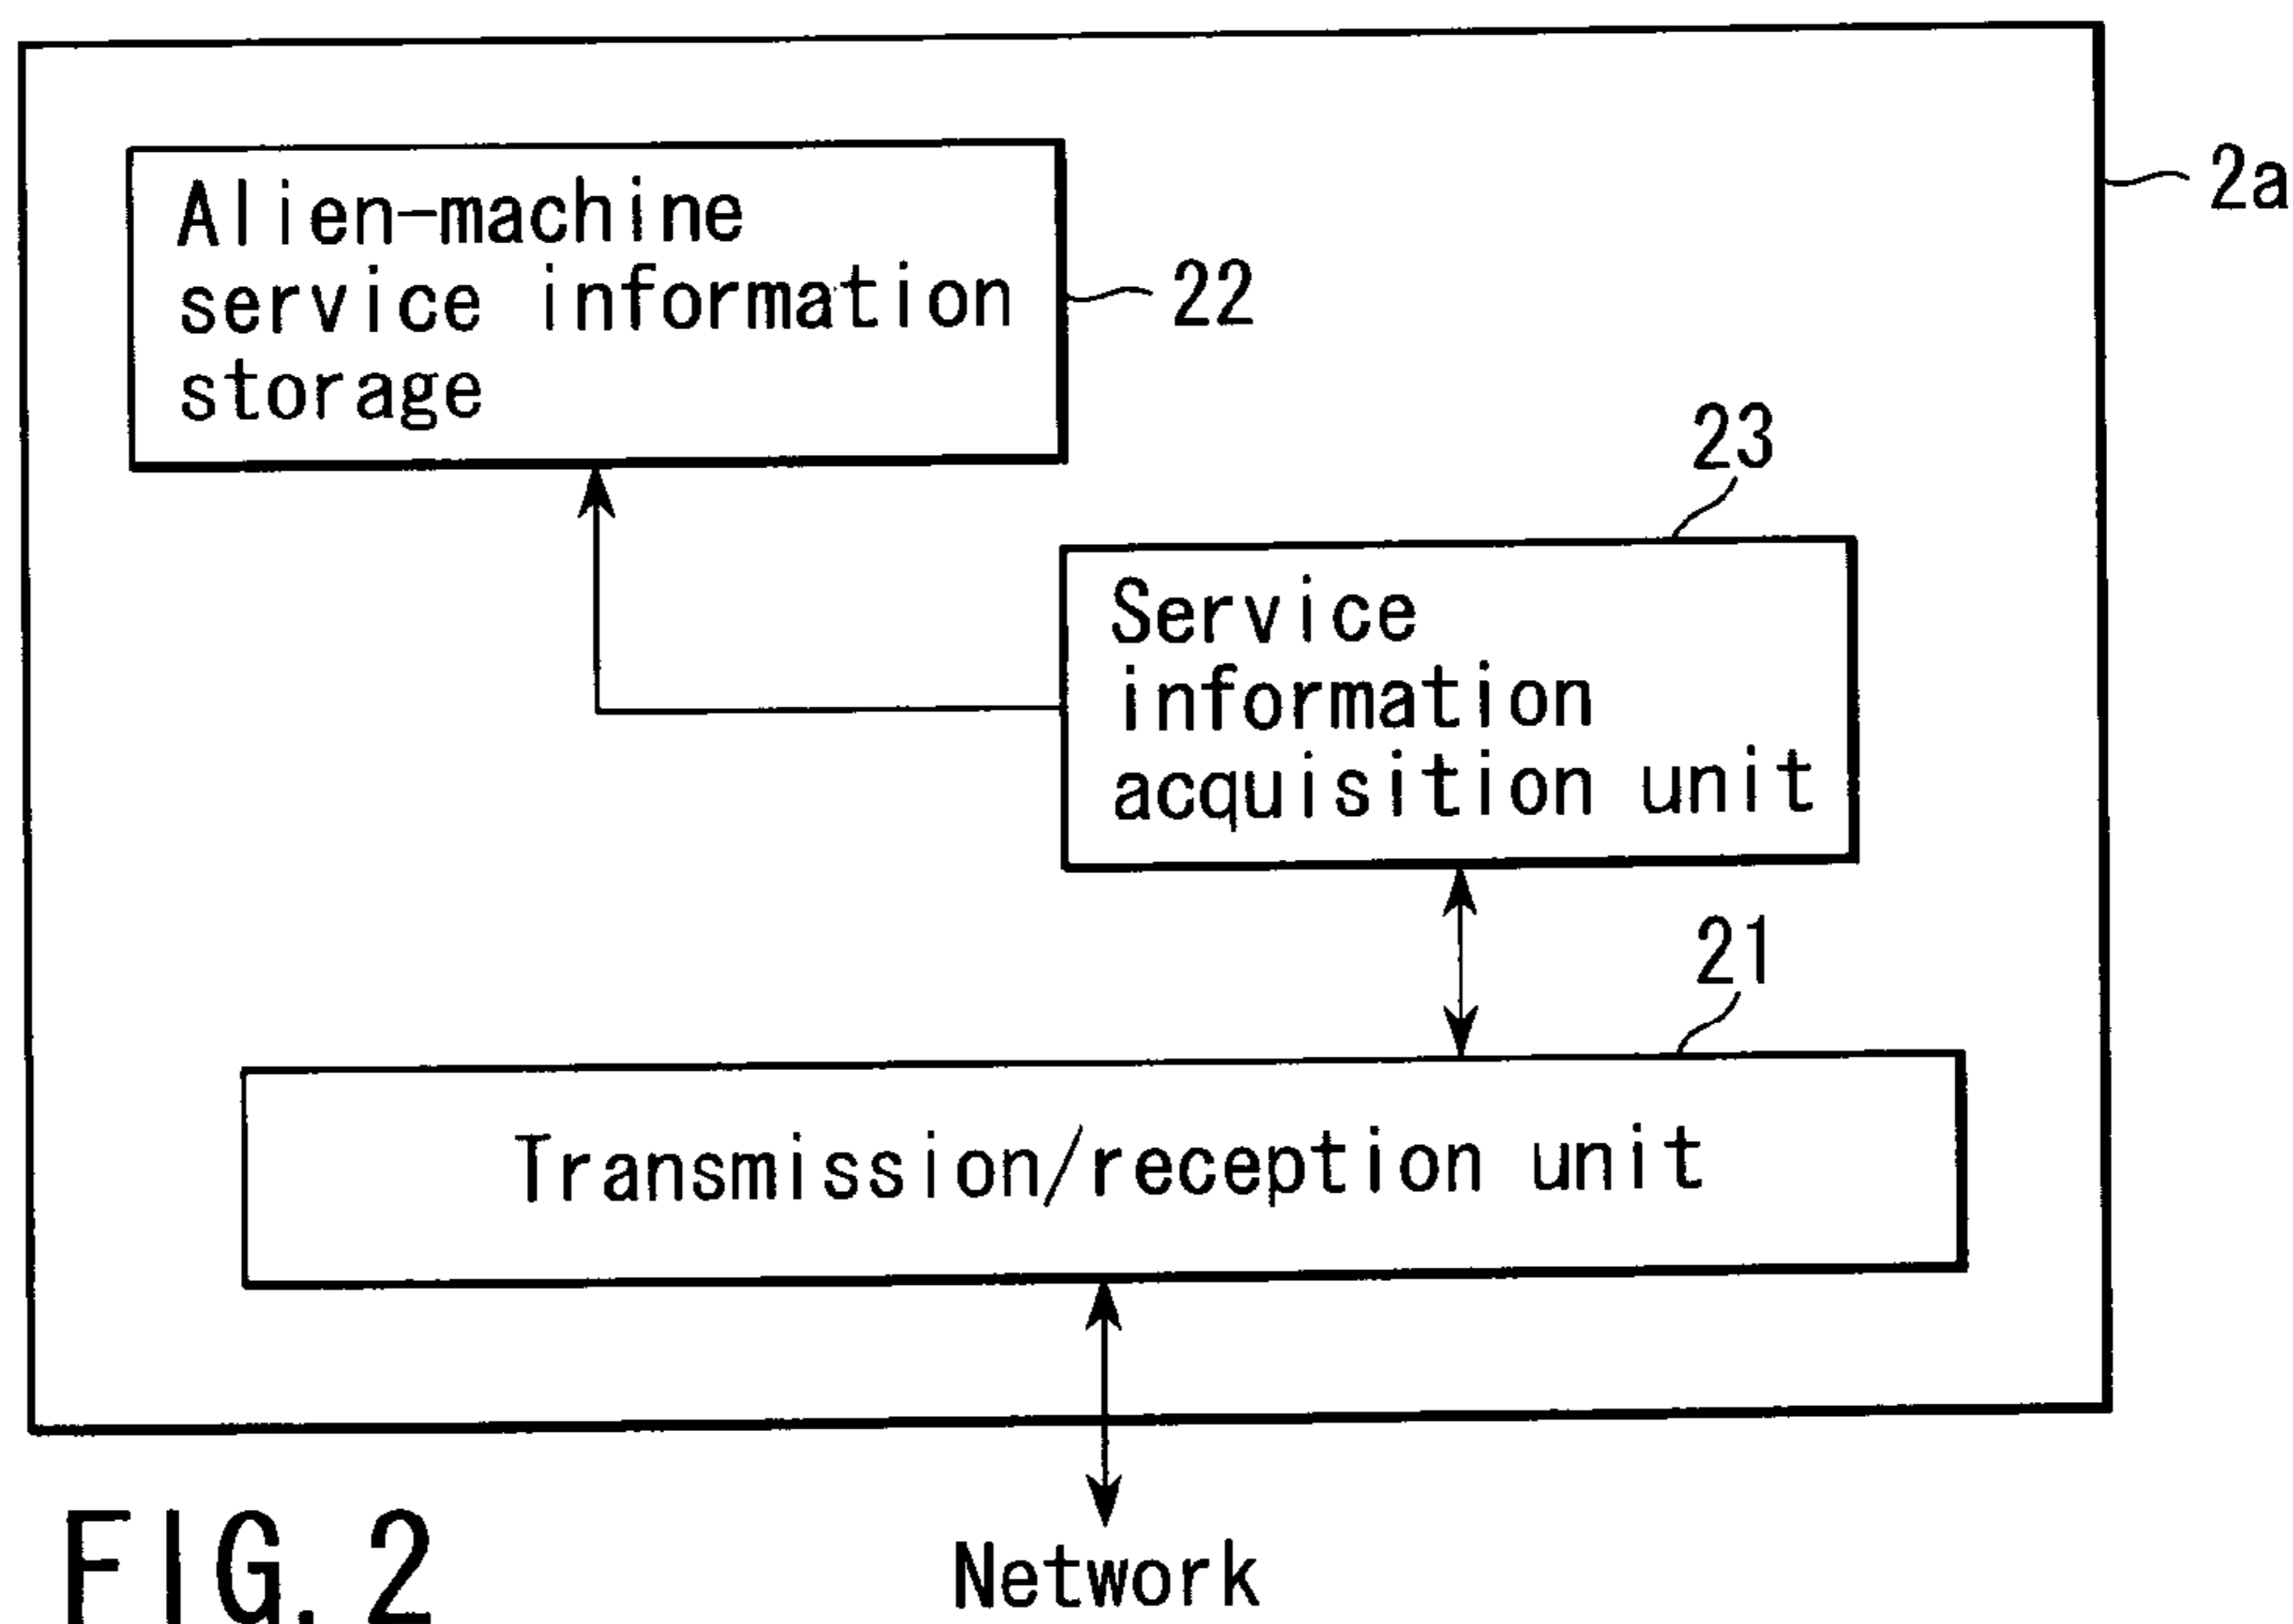 2a
Alien-machine
service information
storage
22
23
Service
information
acquisition unit
21
Transmission/reception unit
Network
FIG. 2